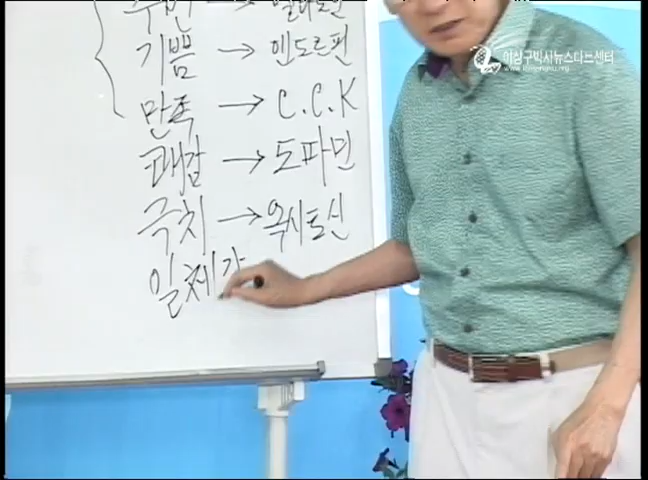 기쁨 → 엔도르핀
만족 → C.C.K
쾌감 → 도파민
극치 → 옥시토신
일체가
이상구박사뉴스타트센터